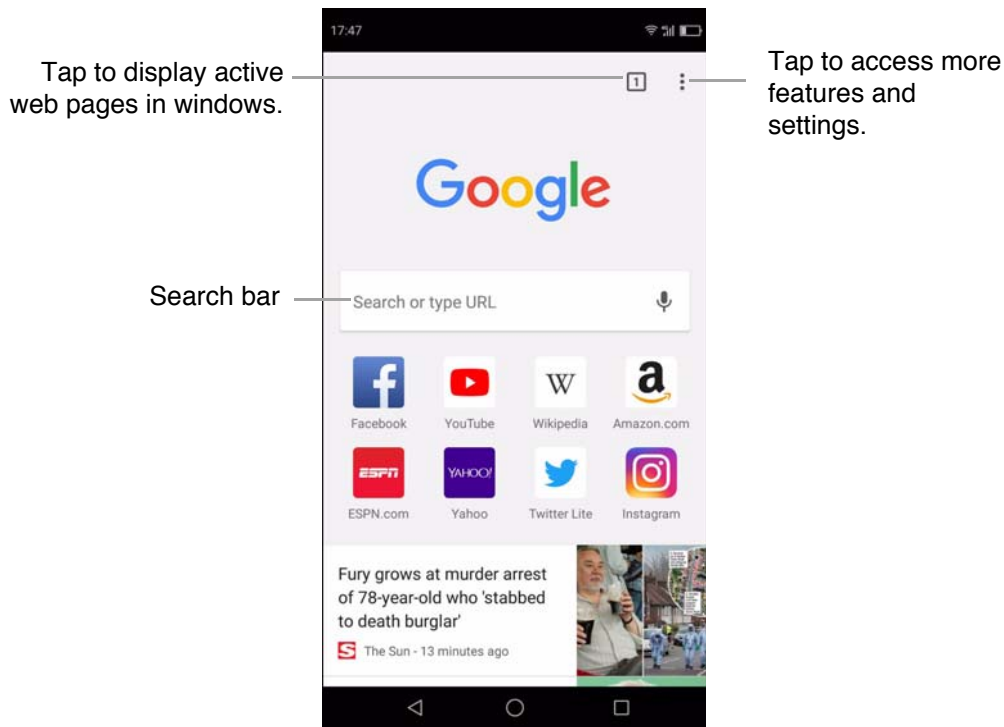 17:47
Tap to display active
web pages in windows.
1
Tap to access more
features and
settings.
Google
Search bar
Search or type URL
f
W
a
Facebook
YouTube
Wikipedia
Amazon.com
ESPN
YAHOO!
ESPN.com
Yahoo
Twitter Lite
Instagram
Fury grows at murder arrest
of 78-year-old who 'stabbed
to death burglar'
S The Sun - 13 minutes ago